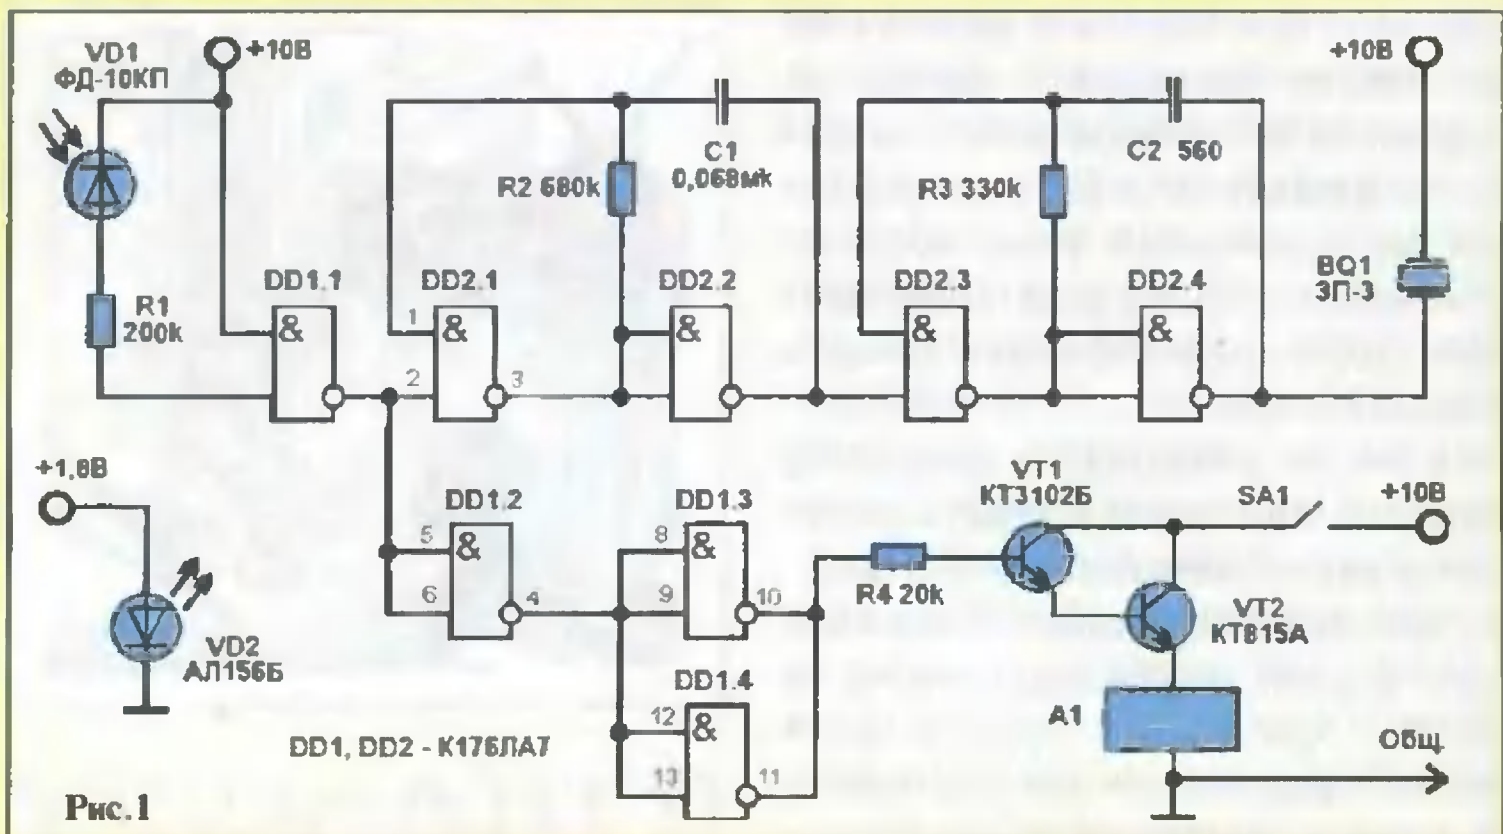 VD1
ФД-10КП
+10В
R1
200k
DD1.1
&
DD2.1
1
&
2
3
R2 680k
C1
0,068мk
DD2.2
&
DD2.3
&
R3 330k
C2 560
DD2.4
&
+10В
BQ1
ЗП-3
+1,8В
VD2
АЛ156Б
DD1.2
5
&
6
4
DD1.3
8
&
9
10
DD1.4
12
&
13
11
R4 20k
VT1
КТ3102Б
SA1
+10В
VT2
КТ815А
A1
Общ.
DD1, DD2 - К176ЛА7
Рис.1